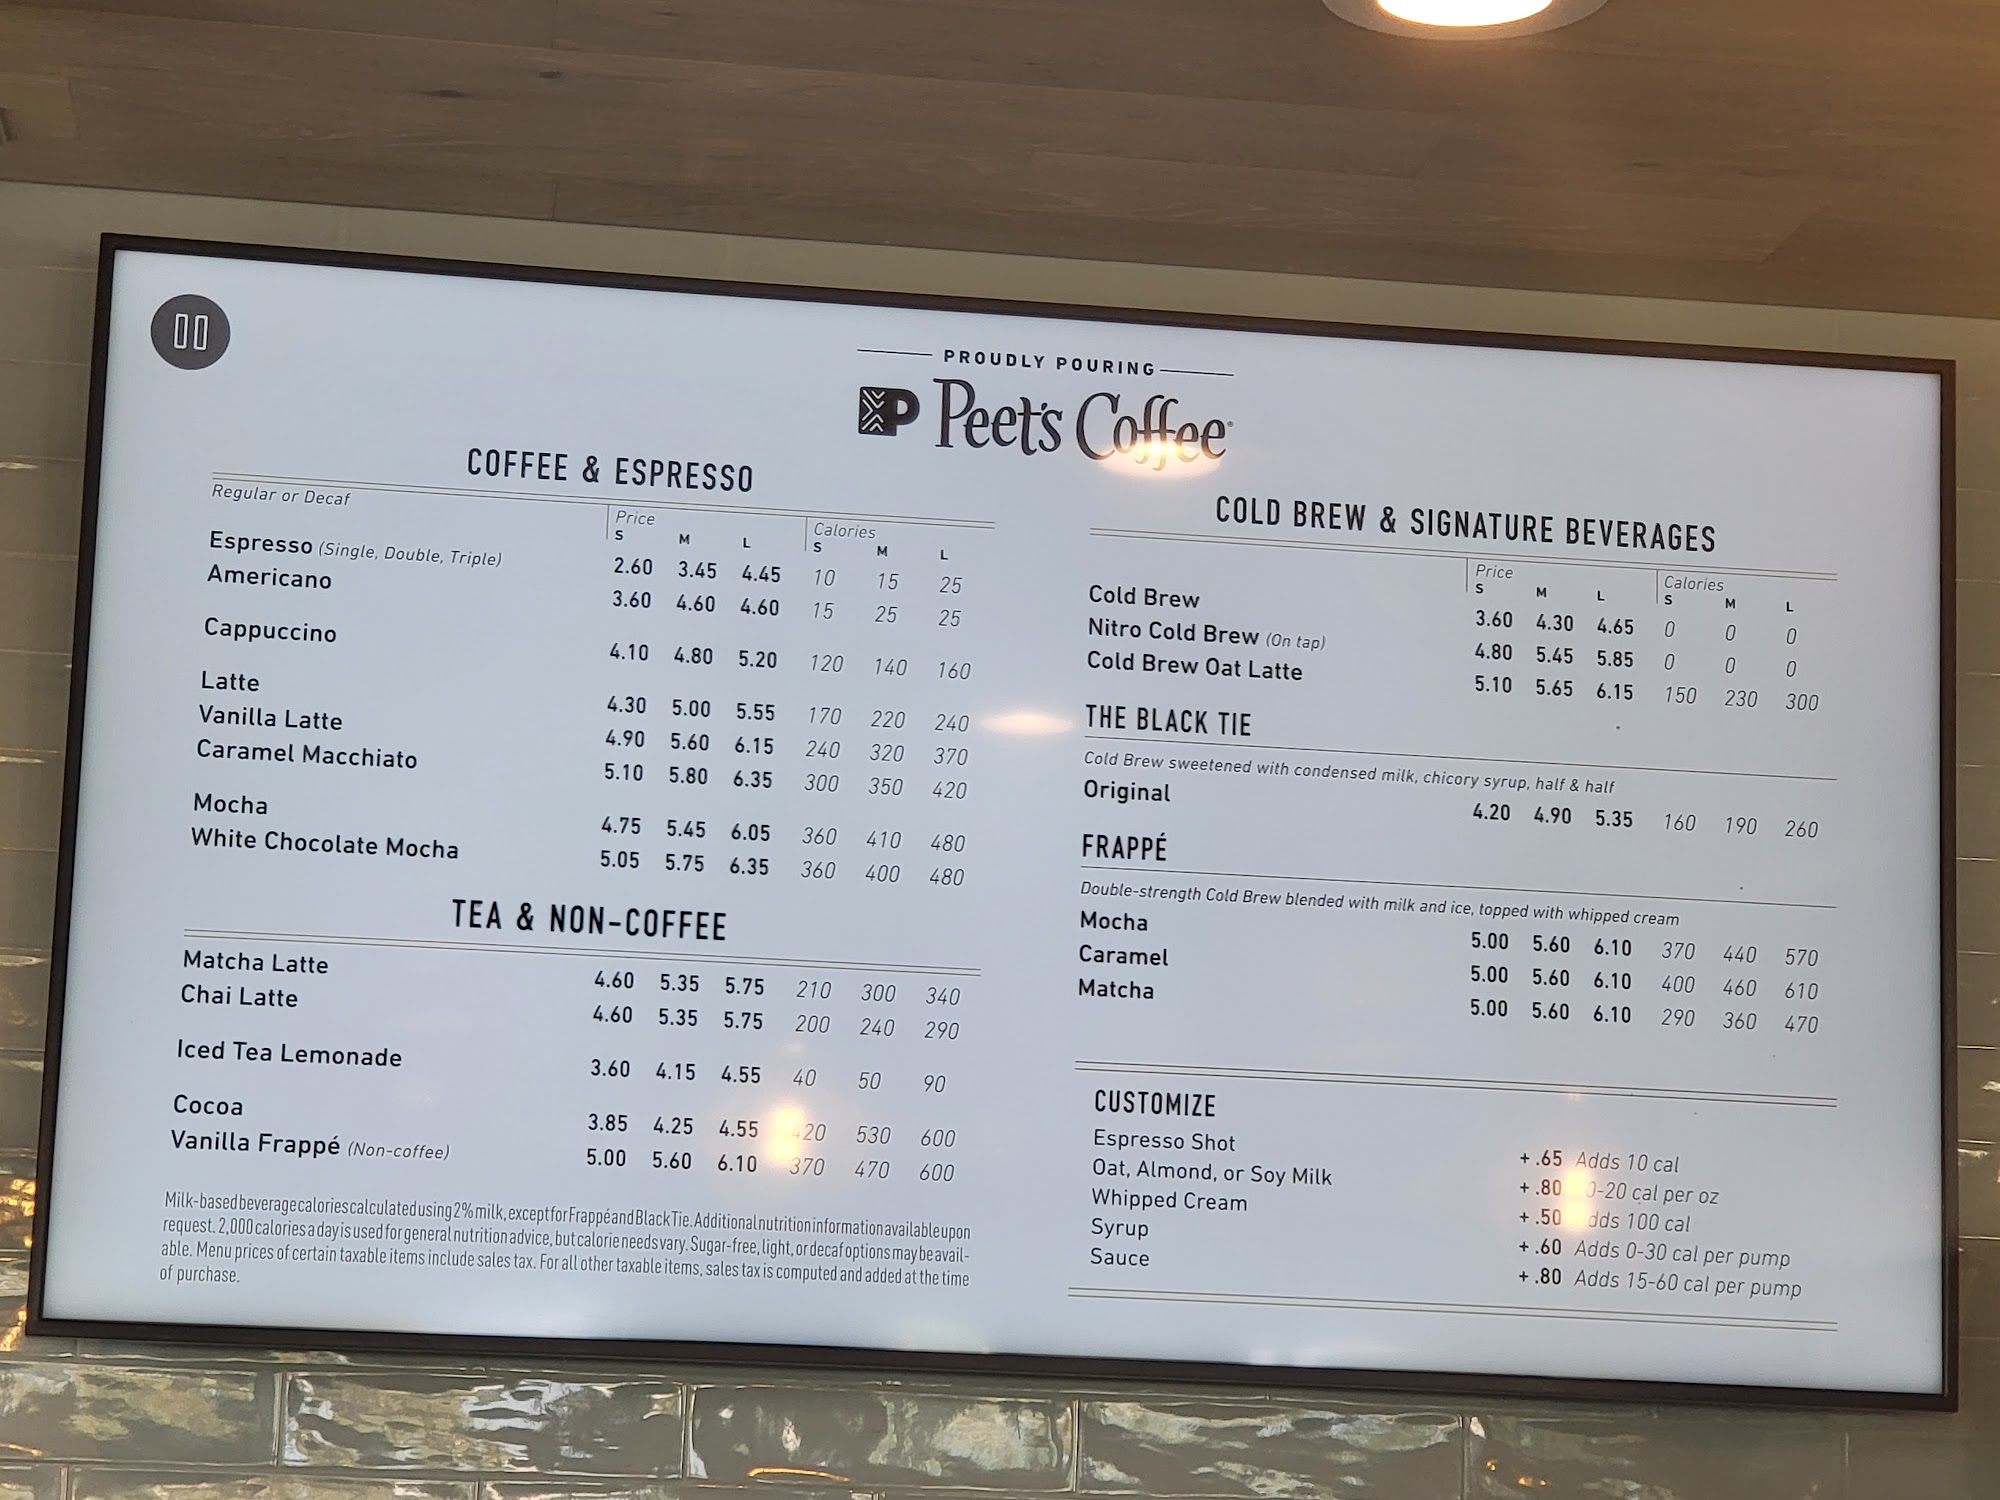 PROUDLY POURING
P Peet's Coffee
COFFEE & ESPRESSO
Regular or Decaf Price Calories
S M L S M L
Espresso (Single, Double, Triple) 2.60 3.45 4.45 10 15 25
Americano 3.60 4.60 4.60 15 25 25
Cappuccino 4.10 4.80 5.20 120 140 160
Latte 4.30 5.00 5.55 170 220 240
Vanilla Latte 4.90 5.60 6.15 240 320 370
Caramel Macchiato 5.10 5.80 6.35 300 350 420
Mocha 4.75 5.45 6.05 360 410 480
White Chocolate Mocha 5.05 5.75 6.35 360 400 480
TEA & NON-COFFEE
Matcha Latte 4.60 5.35 5.75 210 300 340
Chai Latte 4.60 5.35 5.75 200 240 290
Iced Tea Lemonade 3.60 4.15 4.55 40 50 90
Cocoa 3.85 4.25 4.55 530 600
Vanilla Frappé (Non-coffee) 5.00 5.60 6.10 370 470 600
Milk-based beverage calories calculated using 2% milk, except for Frappé and Black Tie. Additional nutrition information available upon
request. 2,000 calories a day is used for general nutrition advice, but calorie needs vary. Sugar-free, light, or decaf options may be avail-
able. Menu prices of certain taxable items include sales tax. For all other taxable items, sales tax is computed and added at the time
of purchase.
COLD BREW & SIGNATURE BEVERAGES
Price Calories
S M L S M L
Cold Brew 3.60 4.30 4.65 0 0 0
Nitro Cold Brew (On tap) 4.80 5.45 5.85 0 0 0
Cold Brew Oat Latte 5.10 5.65 6.15 150 230 300
THE BLACK TIE
Cold Brew sweetened with condensed milk, chicory syrup, half & half
Original 4.20 4.90 5.35 160 190 260
FRAPPÉ
Double-strength Cold Brew blended with milk and ice, topped with whipped cream
Mocha 5.00 5.60 6.10 370 440 570
Caramel 5.00 5.60 6.10 400 460 610
Matcha 5.00 5.60 6.10 290 360 470
CUSTOMIZE
Espresso Shot +.65 Adds 10 cal
Oat, Almond, or Soy Milk +.80 cal per oz
Whipped Cream +.50 Adds 100 cal
Syrup +.60 Adds 0-30 cal per pump
Sauce +.80 Adds 15-60 cal per pump